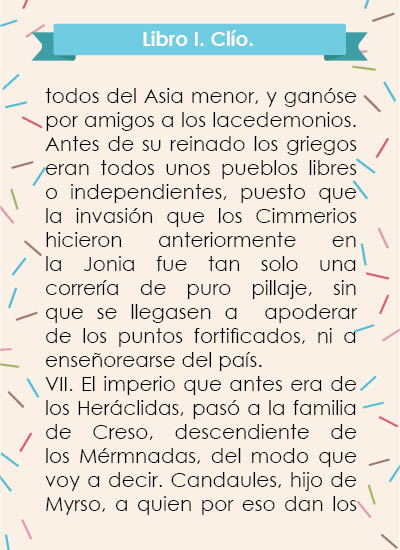 Libro I. Clío.
todos del Asia menor, y ganóse
por amigos a los lacedemonios.
Antes de su reinado los griegos
eran todos unos pueblos libres
o independientes, puesto que
la invasión que los Cimmerios
hicieron anteriormente en
la Jonia fue tan solo una
correría de puro pillaje, sin
que se llegasen a apoderar
de los puntos fortificados, ni a
enseñorearse del país.
VII. El imperio que antes era de
los Heráclidas, pasó a la familia
de Creso, descendiente de
los Mérmnadas, del modo que
voy a decir. Candaules, hijo de
Myrso, a quien por eso dan los